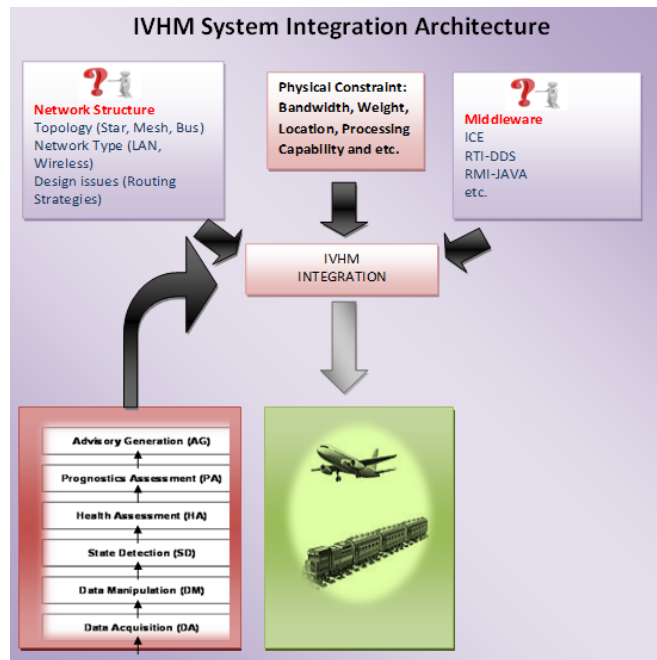 IVHM System Integration Architecture
Network Structure
Topology (Star, Mesh, Bus)
Network Type (LAN,
Wireless)
Design issues (Routing
Strategies)
Physical Constraint:
Bandwidth, Weight,
Location, Processing
Capability and etc.
Middleware
ICE
RTI-DDS
RMI-JAVA
etc.
IVHM
INTEGRATION
Advisory Generation (AG)
Prognostics Assessment (PA)
Health Assessment (HA)
State Detection (SD)
Data Manipulation (DM)
Data Acquisition (DA)